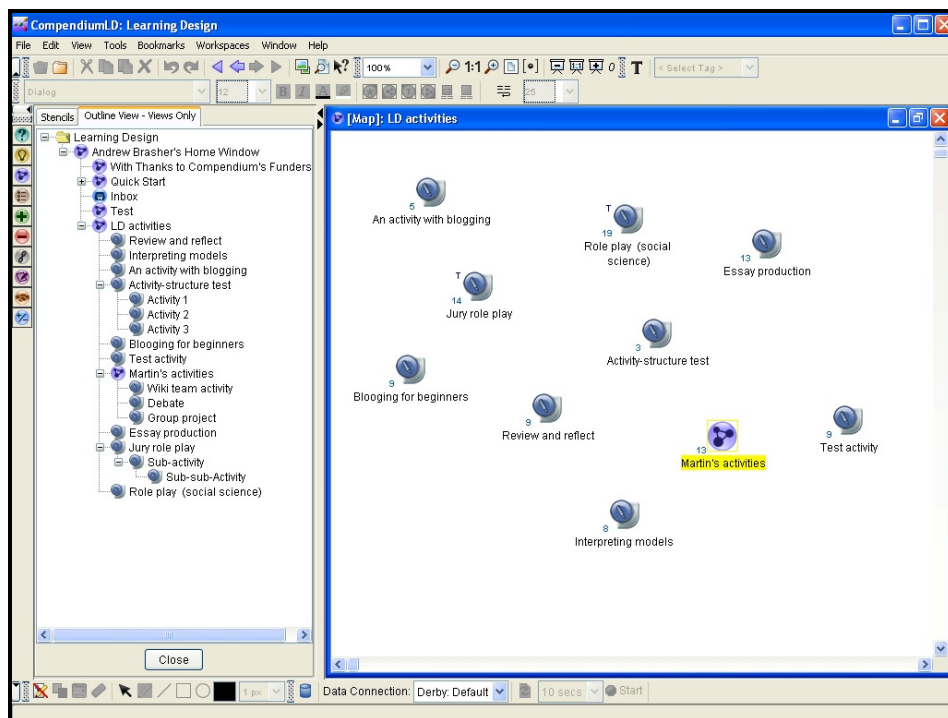 CompendiumLD: Learning Design
File Edit View Tools Bookmarks Workspaces Window Help
100% 1:1 0 T < Select Tag >
Dialog 12 B I A 25
Stencils Outline View - Views Only
Learning Design
Andrew Brasher's Home Window
With Thanks to Compendium's Funders
Quick Start
Inbox
Test
LD activities
Review and reflect
Interpreting models
An activity with blogging
Activity-structure test
Activity 1
Activity 2
Activity 3
Blooging for beginners
Test activity
Martin's activities
Wiki team activity
Debate
Group project
Essay production
Jury role play
Sub-activity
Sub-sub-Activity
Role play (social science)
Close
[Map]: LD activities
5
An activity with blogging
T
19
Role play (social
science)
13
Essay production
T
14
Jury role play
3
Activity-structure test
9
Blooging for beginners
9
Review and reflect
13
Martin's activities
9
Test activity
8
Interpreting models
1 px Data Connection: Derby: Default 10 secs Start